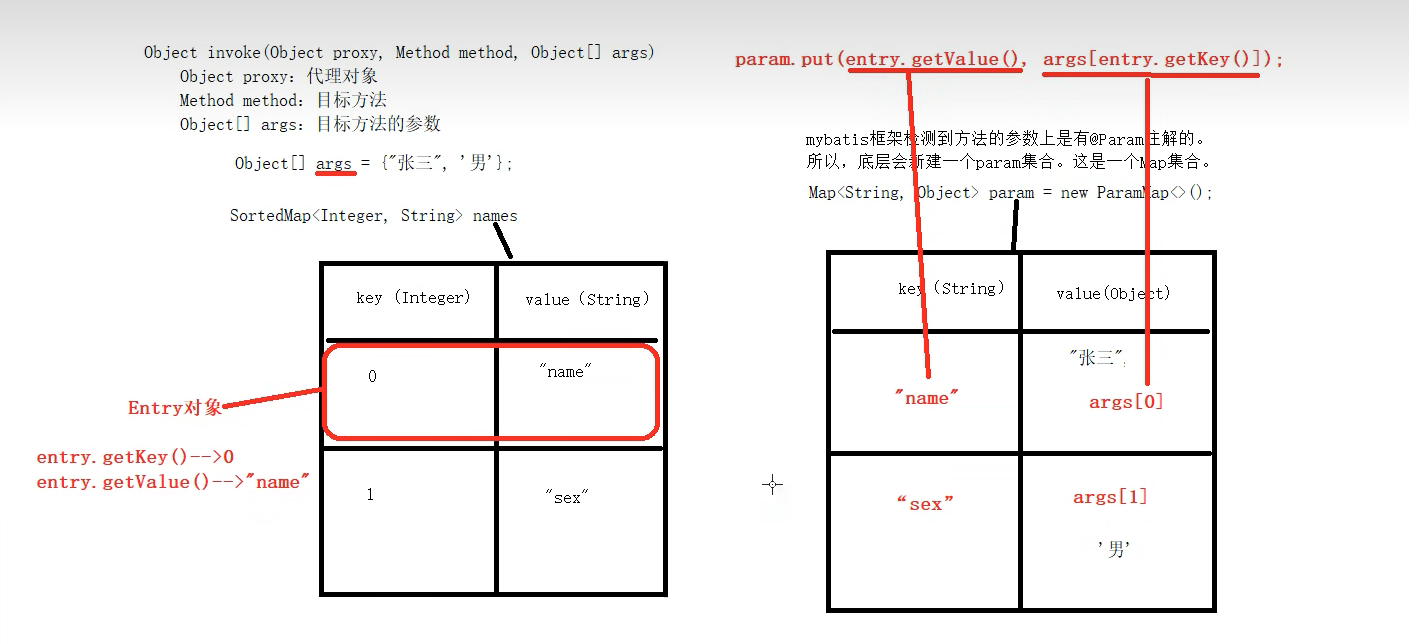 Object invoke(Object proxy, Method method, Object[] args)
Object proxy: 代理对象
Method method: 目标方法
Object[] args: 目标方法的参数
Object[] args = {"张三", '男'};
SortedMap<Integer, String> names
key (Integer)
value (String)
0
"name"
Entry对象
entry.getKey()-->0
entry.getValue()-->"name"
1
"sex"
param.put(entry.getValue(), args[entry.getKey()]);
mybatis框架检测到方法的参数上是有@Param注解的。
所以，底层会新建一个param集合。这是一个Map集合。
Map<String, Object> param = new ParamMap<>();
key (String)
value(Object)
"张三",
"name"
args[0]
“sex”
args[1]
'男'